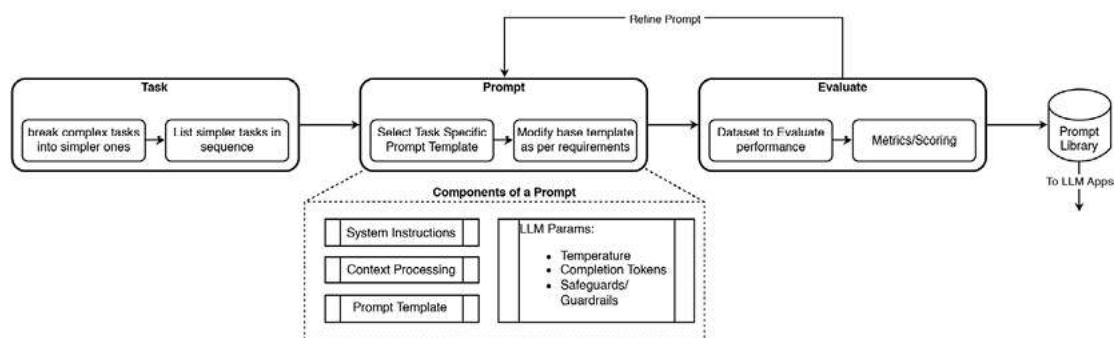 Refine Prompt
Task
break complex tasks
into simpler ones
List simpler tasks in
sequence
Prompt
Select Task Specific
Prompt Template
Modify base template
as per requirements
Evaluate
Dataset to Evaluate
performance
Metrics/Scoring
Prompt
Library
To LLM Apps
Components of a Prompt
System Instructions
Context Processing
Prompt Template
LLM Params:
• Temperature
• Completion Tokens
• Safeguards/
Guardrails